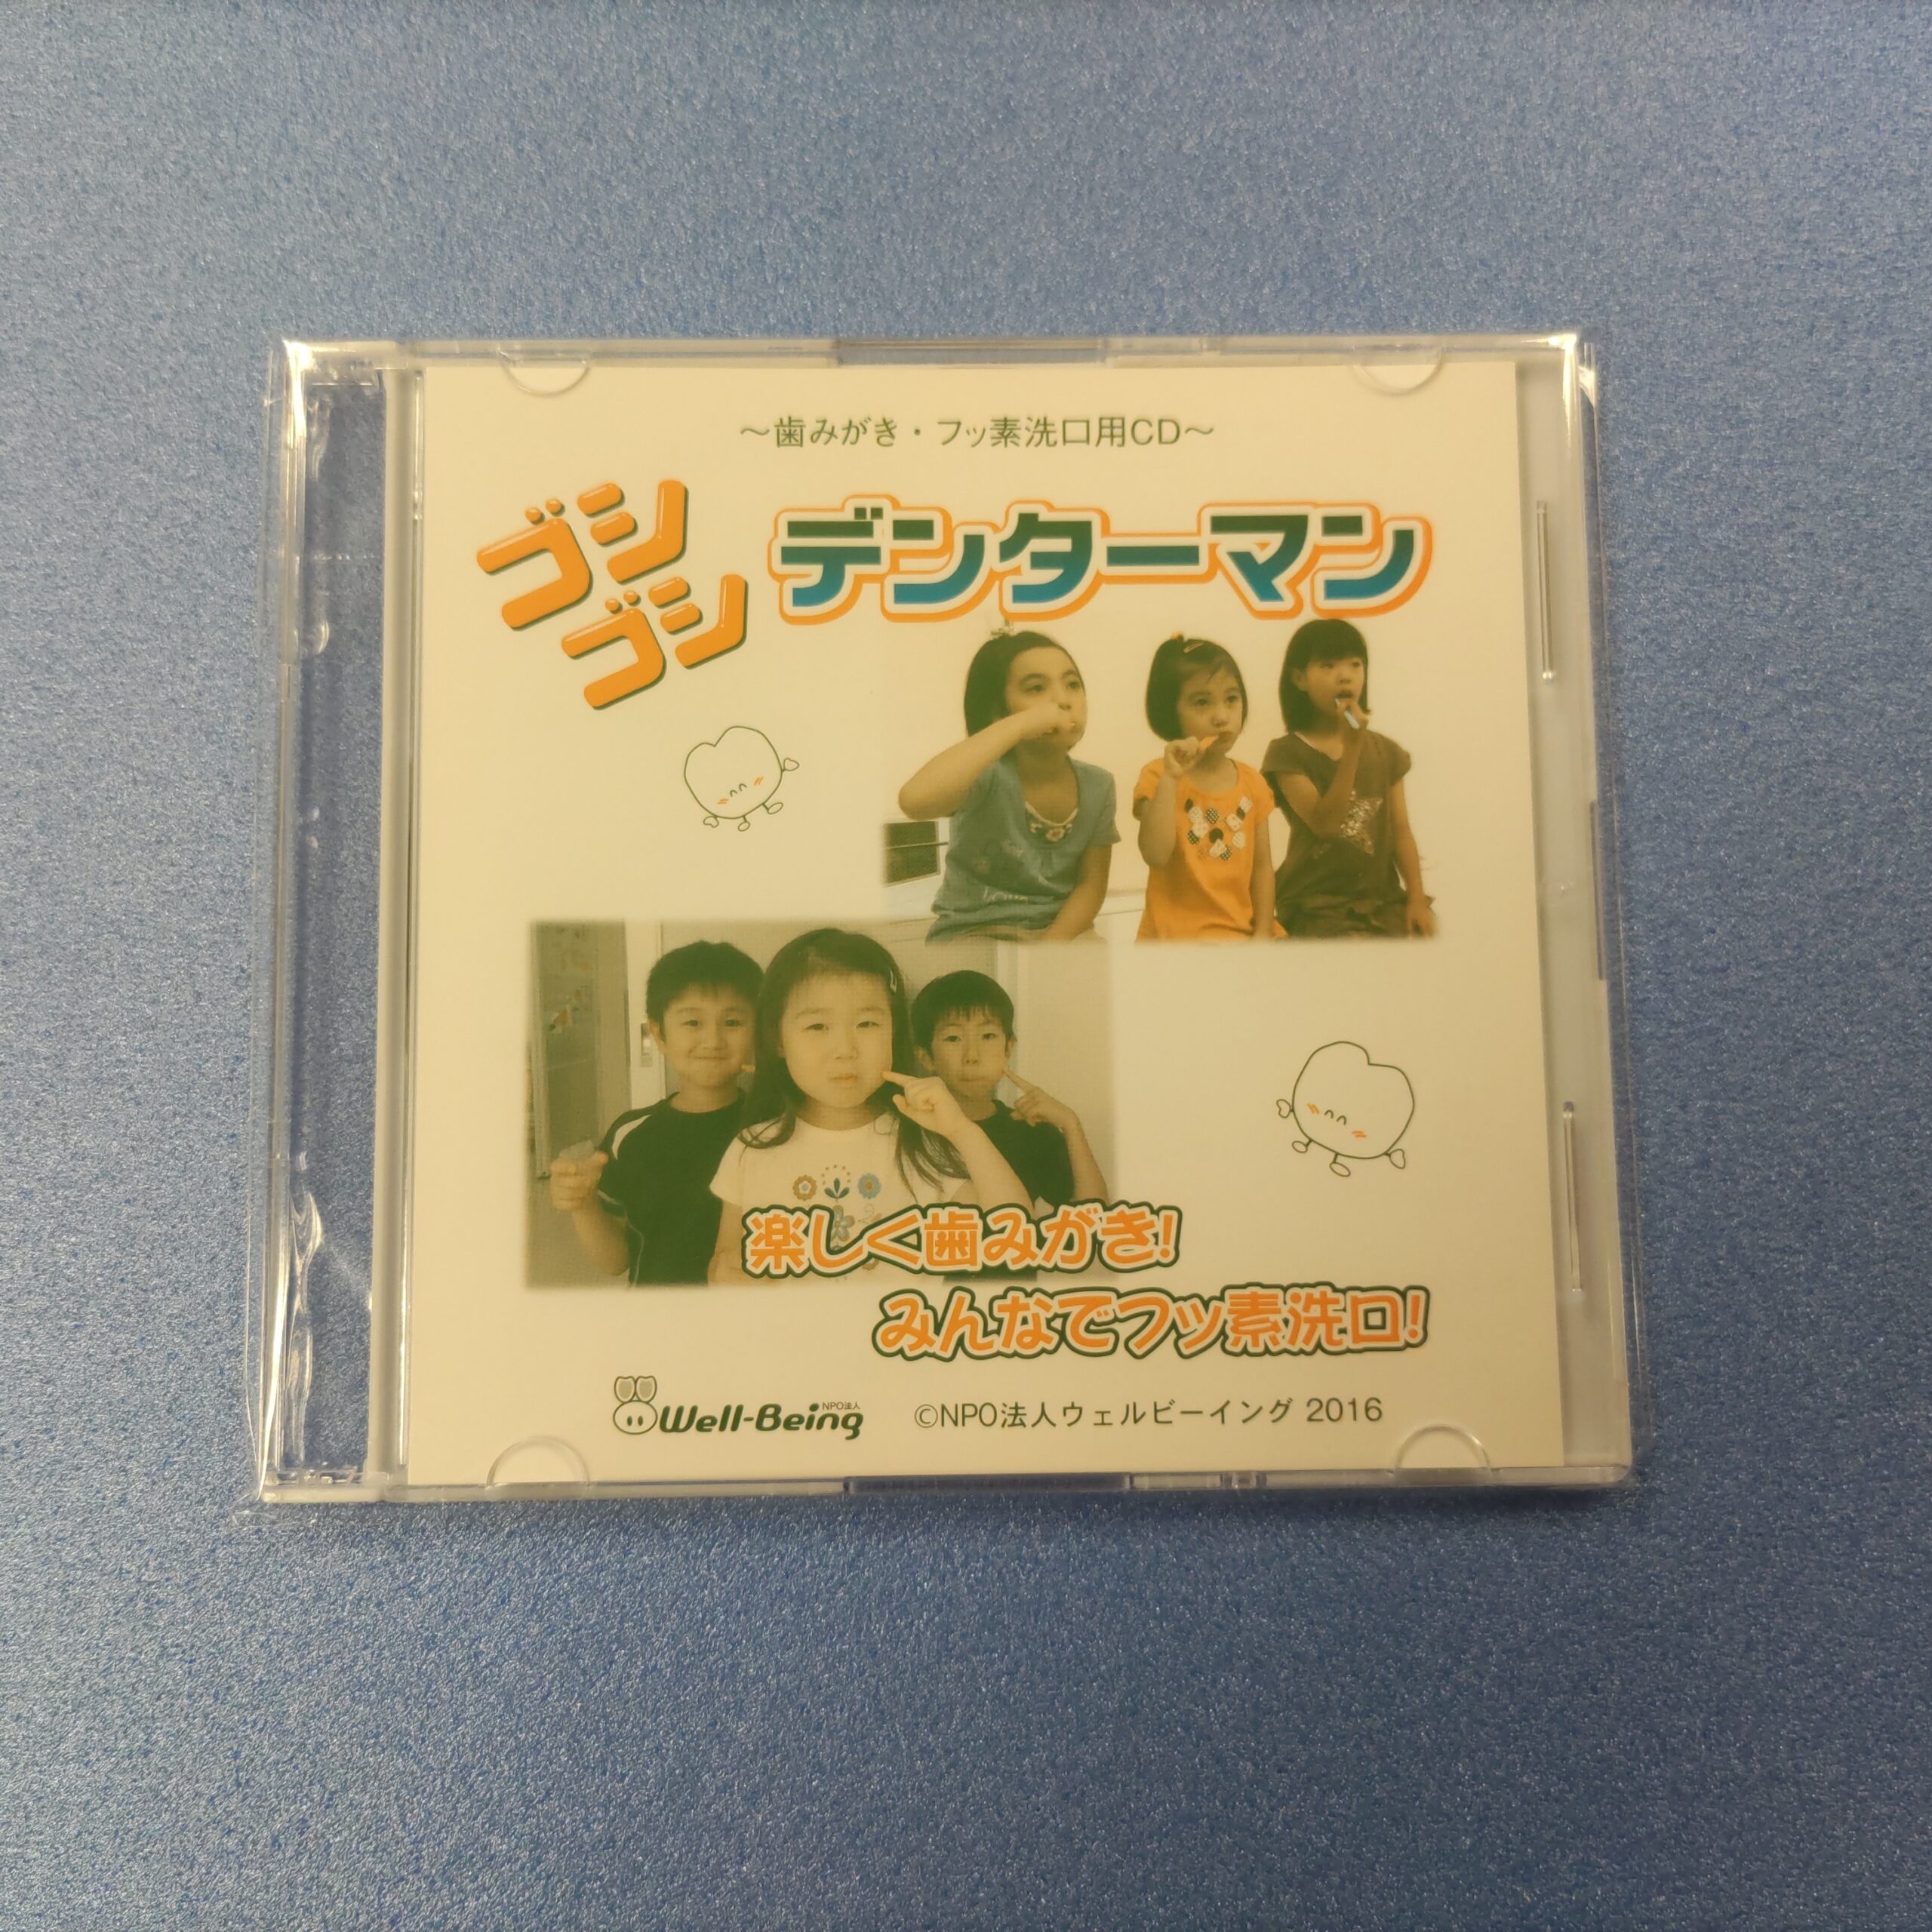 ～歯みがき・フッ素洗口用CD～
ゴシ
ゴシ
デンターマン
楽しく歯みがき!
みんなでフッ素洗口!
NPO法人
Well-Being
©NPO法人ウェルビーイング 2016